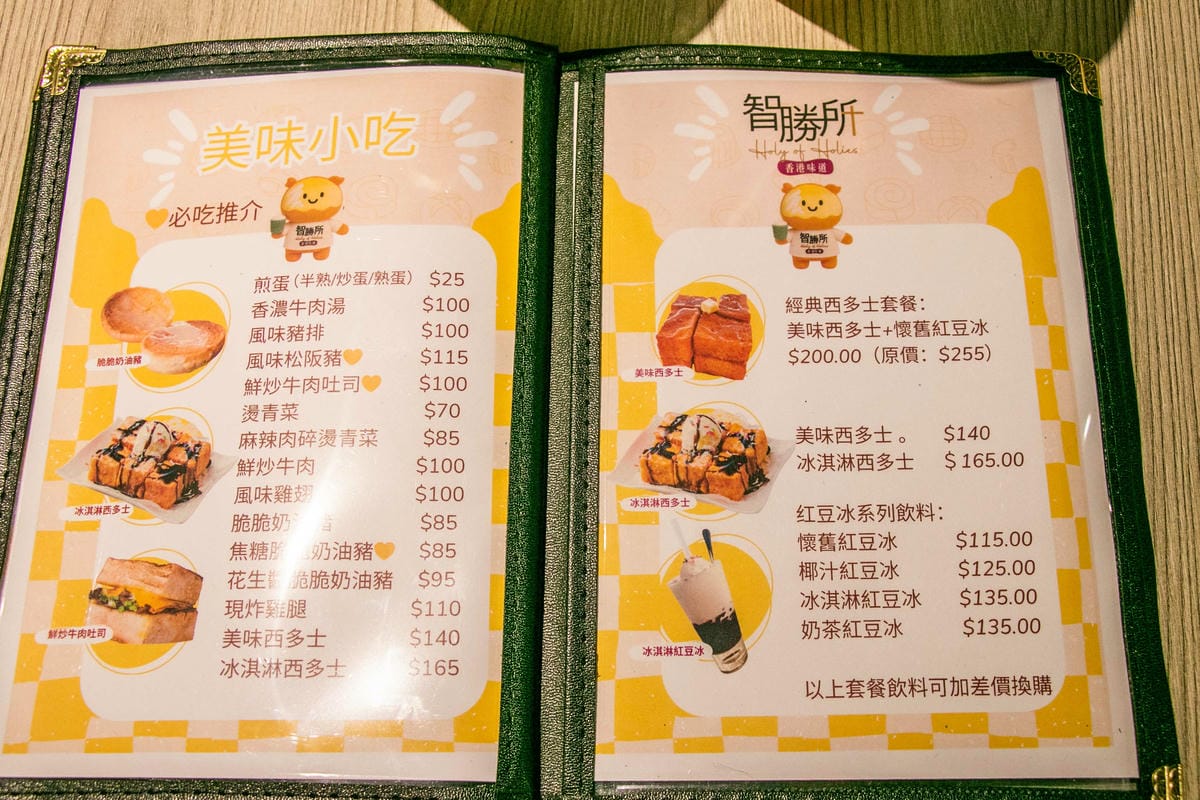 美味小吃
必吃推介
智勝所
煎蛋(半熟/炒蛋/熟蛋) $25
香濃牛肉湯 $100
風味豬排 $100
風味松阪豬🧡 $115
鮮炒牛肉吐司🧡 $100
燙青菜 $70
麻辣肉碎燙青菜 $85
鮮炒牛肉 $100
風味雞翅 $100
脆脆奶油豬 $85
焦糖脆脆奶油豬🧡 $85
花生醬脆脆奶油豬 $95
現炸雞腿 $110
美味西多士 $140
冰淇淋西多士 $165
脆脆奶油豬
冰淇淋西多士
鮮炒牛肉吐司
智勝所
Holy of Holies
香港味道
智勝所
經典西多士套餐:
美味西多士+懷舊紅豆冰
$200.00(原價: $255)
美味西多士。 $140
冰淇淋西多士 $165.00
紅豆冰系列飲料:
懷舊紅豆冰 $115.00
椰汁紅豆冰 $125.00
冰淇淋紅豆冰 $135.00
奶茶紅豆冰 $135.00
以上套餐飲料可加差價換購
美味西多士
冰淇淋西多士
冰淇淋紅豆冰